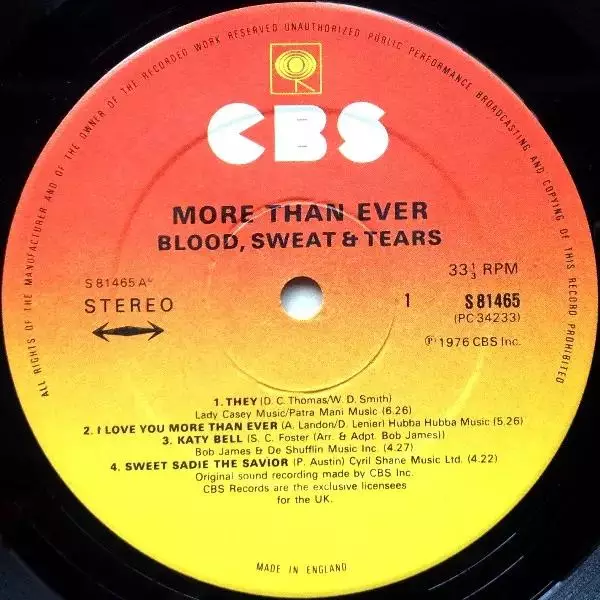 ALL RIGHTS OF THE MANUFACTURER AND OF THE OWNER OF THE RECORDED WORK RESERVED UNAUTHORIZED PUBLIC PERFORMANCE BROADCASTING AND COPYING OF THIS RECORD PROHIBITED
CBS
MORE THAN EVER
BLOOD, SWEAT & TEARS
S 81465 A
STEREO
33⅓ RPM
1 S 81465
(PC 34233)
℗ 1976 CBS Inc.
1. THEY (D. C. Thomas/W. D. Smith)
Lady Casey Music/Patra Mani Music (6.26)
2. I LOVE YOU MORE THAN EVER (A. Landon/D. Lenier) Hubba Hubba Music (5.26)
3. KATY BELL (S. C. Foster (Arr. & Adpt. Bob James))
Bob James & De Shufflin Music Inc. (4.27)
4. SWEET SADIE THE SAVIOR (P. Austin) Cyril Shane Music Ltd. (4.22)
Original sound recording made by CBS Inc.
CBS Records are the exclusive licensees
for the UK.
MADE IN ENGLAND